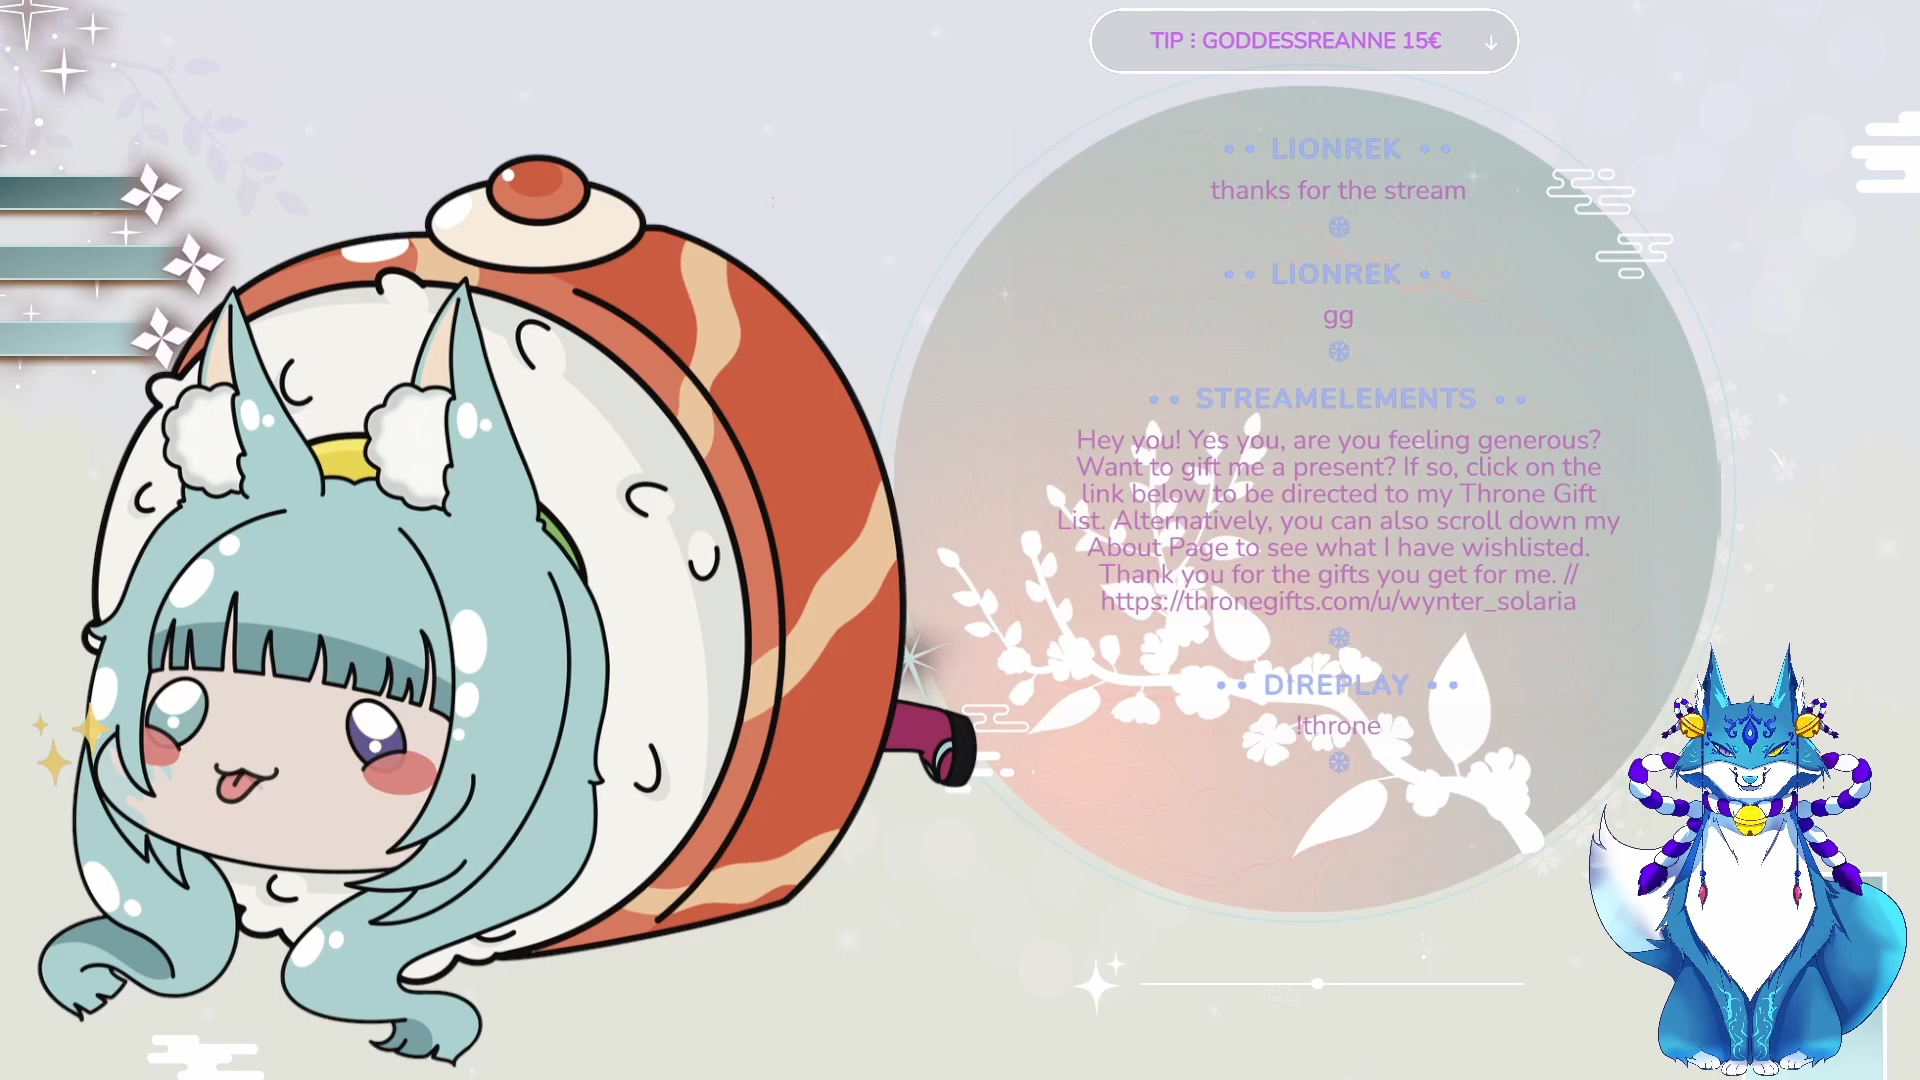 TIP : GODDESSREANNE 15€
LIONREK
thanks for the stream
LIONREK
gg
STREAMELEMENTS
Hey you! Yes you, are you feeling generous?
Want to gift me a present? If so, click on the
link below to be directed to my Throne Gift
List. Alternatively, you can also scroll down my
About Page to see what I have wishlisted.
Thank you for the gifts you get for me. //
https://thronegifts.com/u/wynter_solaria
DIREPLAY
!throne